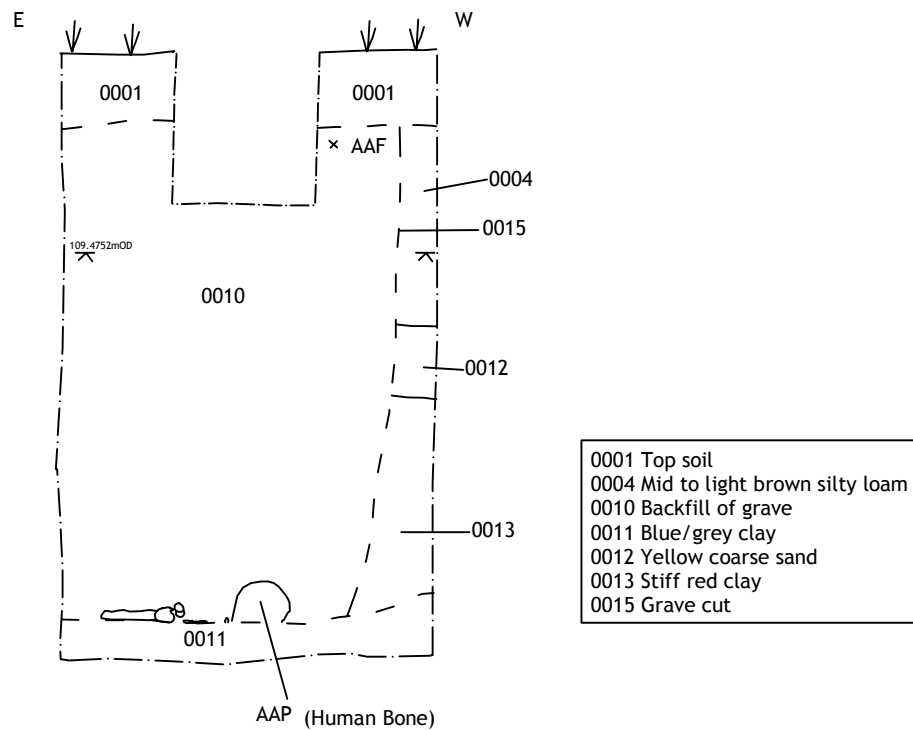 E
W
0001
0001
AAF
0004
0015
109.4752mOD
0010
0012
0013
0011
AAP (Human Bone)
0001 Top soil
0004 Mid to light brown silty loam
0010 Backfill of grave
0011 Blue/grey clay
0012 Yellow coarse sand
0013 Stiff red clay
0015 Grave cut